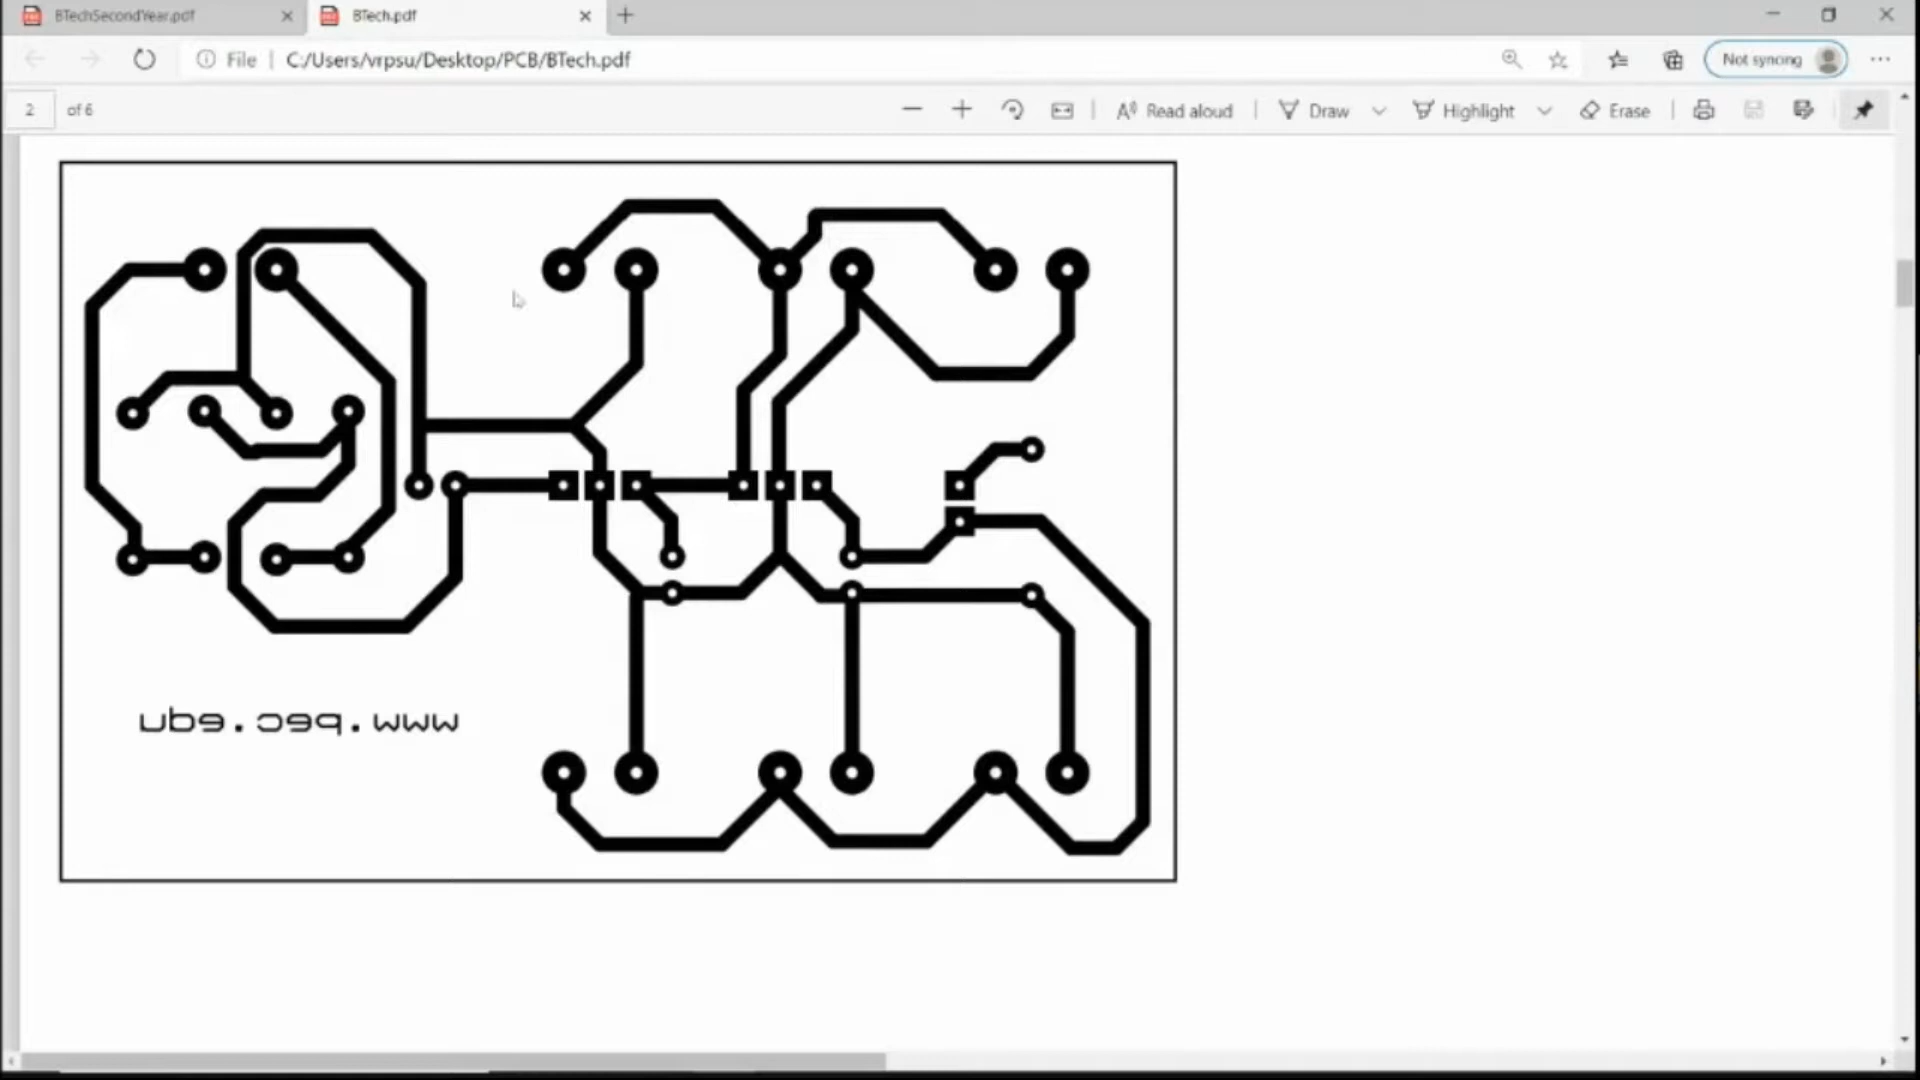 BTechSecondYear.pdf
BTech.pdf
File | C:/Users/vrpsu/Desktop/PCB/BTech.pdf
Not syncing
2 of 6
Read aloud
Draw
Highlight
Erase
www.pec.edu